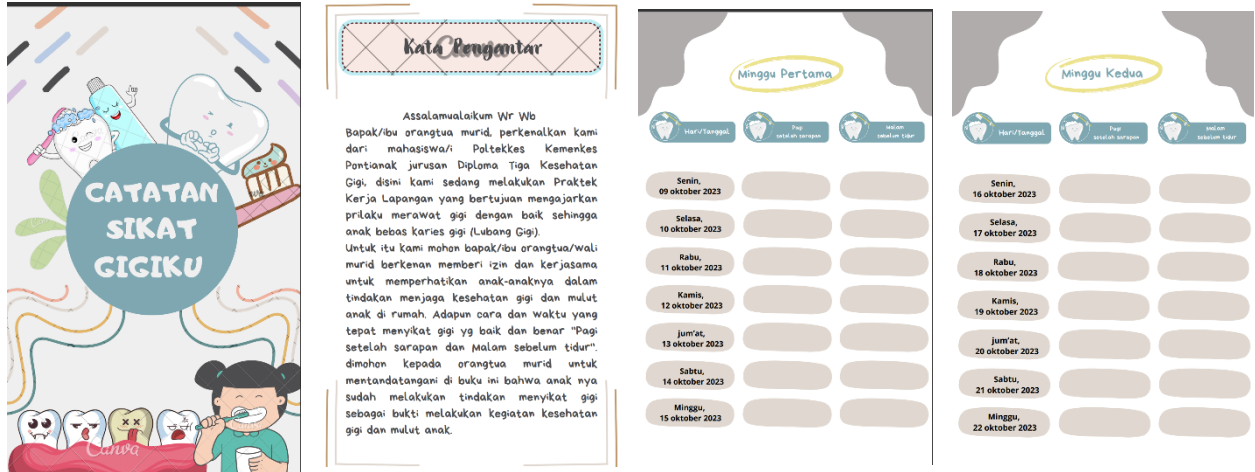 CATATAN
SIKAT
GIGIKU
Canva
Kata Pengantar
Canva
Assalamualaikum Wr Wb
Bapak/ibu orangtua murid, perkenalkan kami
dari mahasiswa/i Poltekkes Kemenkes
Pontianak jurusan Diploma Tiga Kesehatan
Gigi, disini kami sedang melakukan Praktek
Kerja Lapangan yang bertujuan mengajarkan
prilaku merawat gigi dengan baik sehingga
anak bebas karies gigi (Lubang Gigi).
Untuk itu kami mohon bapak/ibu orangtua/wali
murid berkenan memberi izin dan kerjasama
untuk memperhatikan anak-anaknya dalam
tindakan menjaga kesehatan gigi dan mulut
anak di rumah. Adapun cara dan waktu yang
tepat menyikat gigi yg baik dan benar "Pagi
setelah sarapan dan Malam sebelum tidur".
dimohon kepada orangtua murid untuk
mentandatangani di buku ini bahwa anak nya
sudah melakukan tindakan menyikat gigi
sebagai bukti melakukan kegiatan kesehatan
gigi dan mulut anak.
Minggu Pertama
Hari/Tanggal
Pagi
setelah sarapan
Malam
sebelum tidur
Senin,
09 oktober 2023
Selasa,
10 oktober 2023
Rabu,
11 oktober 2023
Kamis,
12 oktober 2023
jum'at,
13 oktober 2023
Sabtu,
14 oktober 2023
Minggu,
15 oktober 2023
Minggu Kedua
Hari/Tanggal
Pagi
setelah sarapan
Malam
sebelum tidur
Senin,
16 oktober 2023
Selasa,
17 oktober 2023
Rabu,
18 oktober 2023
Kamis,
19 oktober 2023
jum'at,
20 oktober 2023
Sabtu,
21 oktober 2023
Minggu,
22 oktober 2023